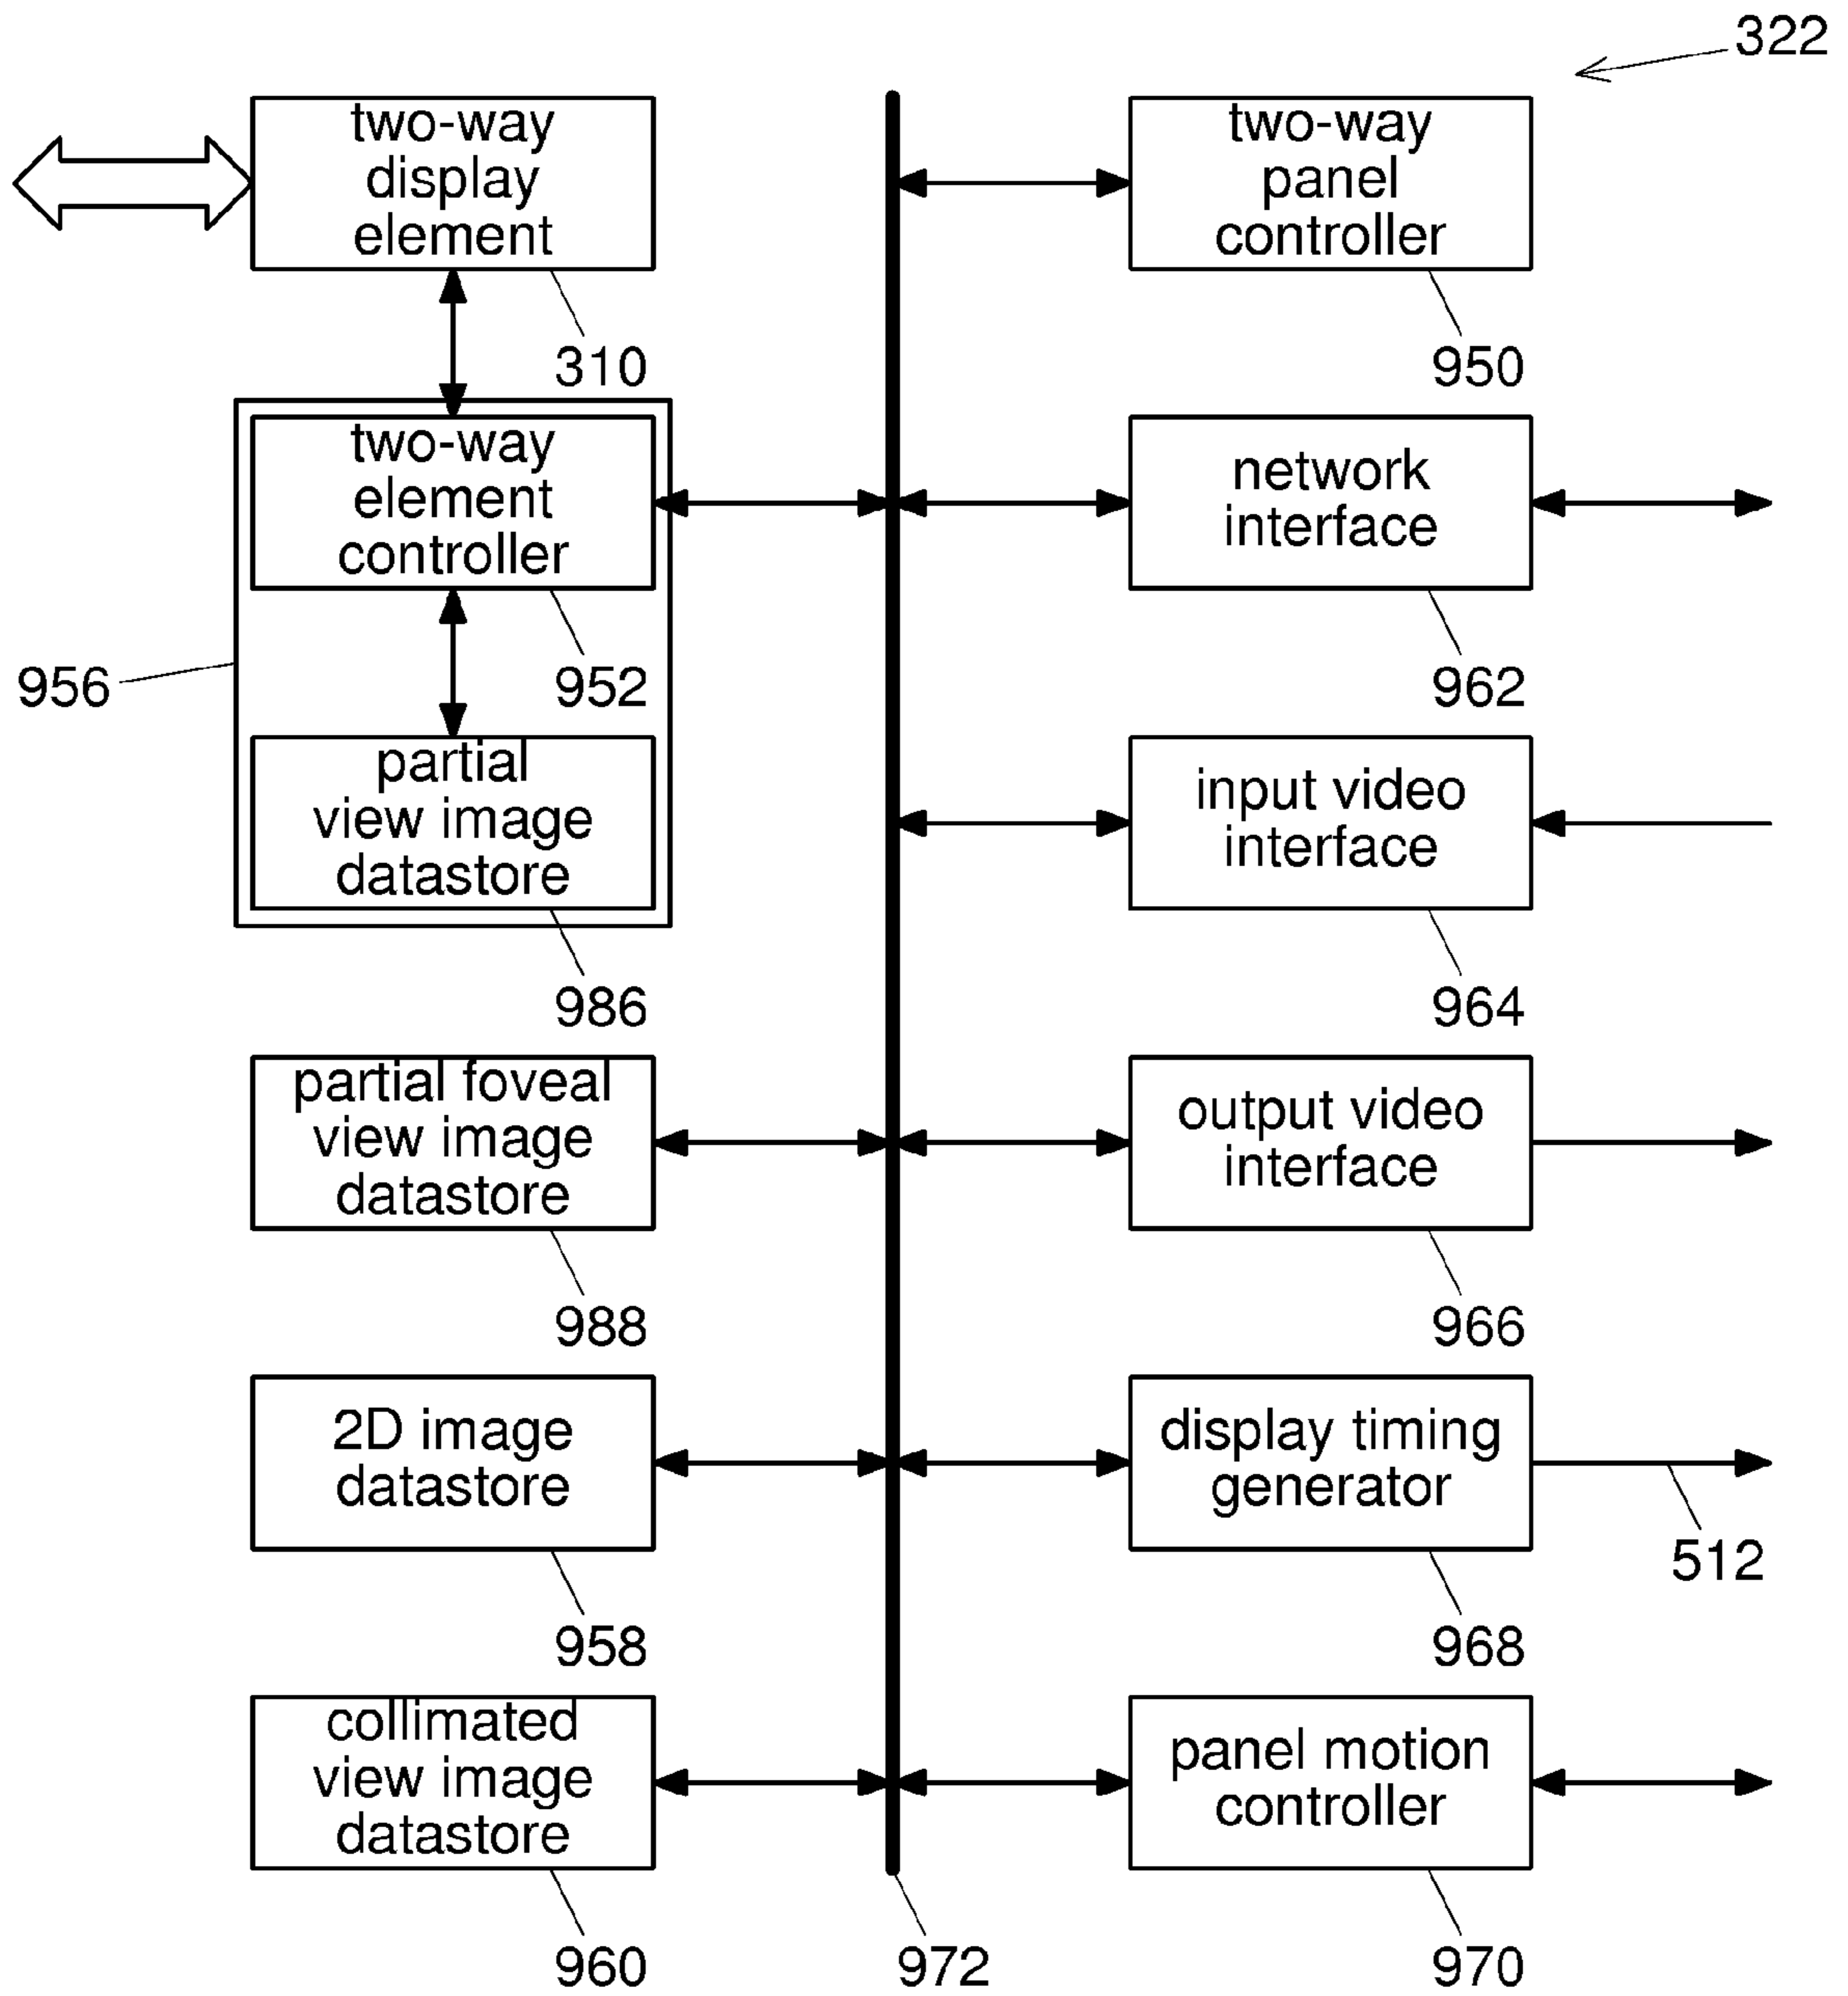 322
two-way
display
element
310
two-way
panel
controller
950
two-way
element
controller
952
956
network
interface
962
partial
view image
datastore
986
input video
interface
964
partial foveal
view image
datastore
988
output video
interface
966
2D image
datastore
958
display timing
generator
968
512
collimated
view image
datastore
960
972
panel motion
controller
970